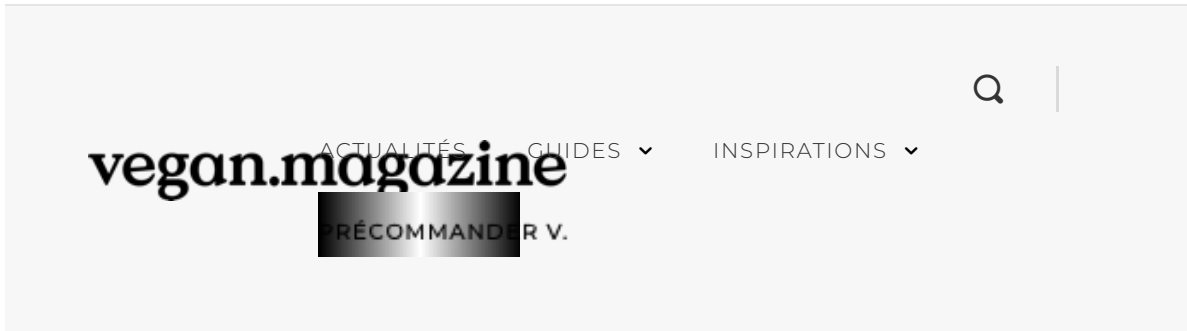 vegan.magazine
ACTUALITÉS GUIDES INSPIRATIONS
PRÉCOMMANDER V.